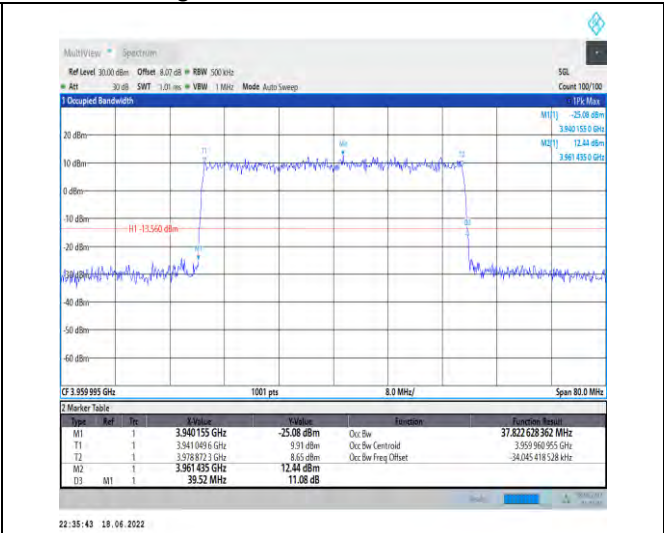 MultiView Spectrum
Ref Level 30.00 dBm Offset 8.07 dB RBW 500 kHz SGL
Att 30 dB SWT 1.01 ms VBW 1 MHz Mode Auto Sweep Count 100/100
1 Occupied Bandwidth 1Pk Max
M1[1] -25.08 dBm
3.940 155 0 GHz
20 dBm M2[1] 12.44 dBm
3.961 435 0 GHz
T1 M2 T2
10 dBm
0 dBm
-10 dBm
H1 -13.560 dBm D3
M1
-30 dBm
-40 dBm
-50 dBm
-60 dBm
CF 3.959 995 GHz 1001 pts 8.0 MHz/ Span 80.0 MHz
2 Marker Table
Type Ref Trc X-Value Y-Value Function Function Result
M1 1 3.940 155 GHz -25.08 dBm Occ Bw 37.822 628 362 MHz
T1 1 3.941 049 6 GHz 9.91 dBm Occ Bw Centroid 3.959 960 955 GHz
T2 1 3.978 872 3 GHz 8.65 dBm Occ Bw Freq Offset -34.045 418 528 kHz
M2 1 3.961 435 GHz 12.44 dBm
D3 M1 1 39.52 MHz 11.08 dB
22:35:43 18.06.2022